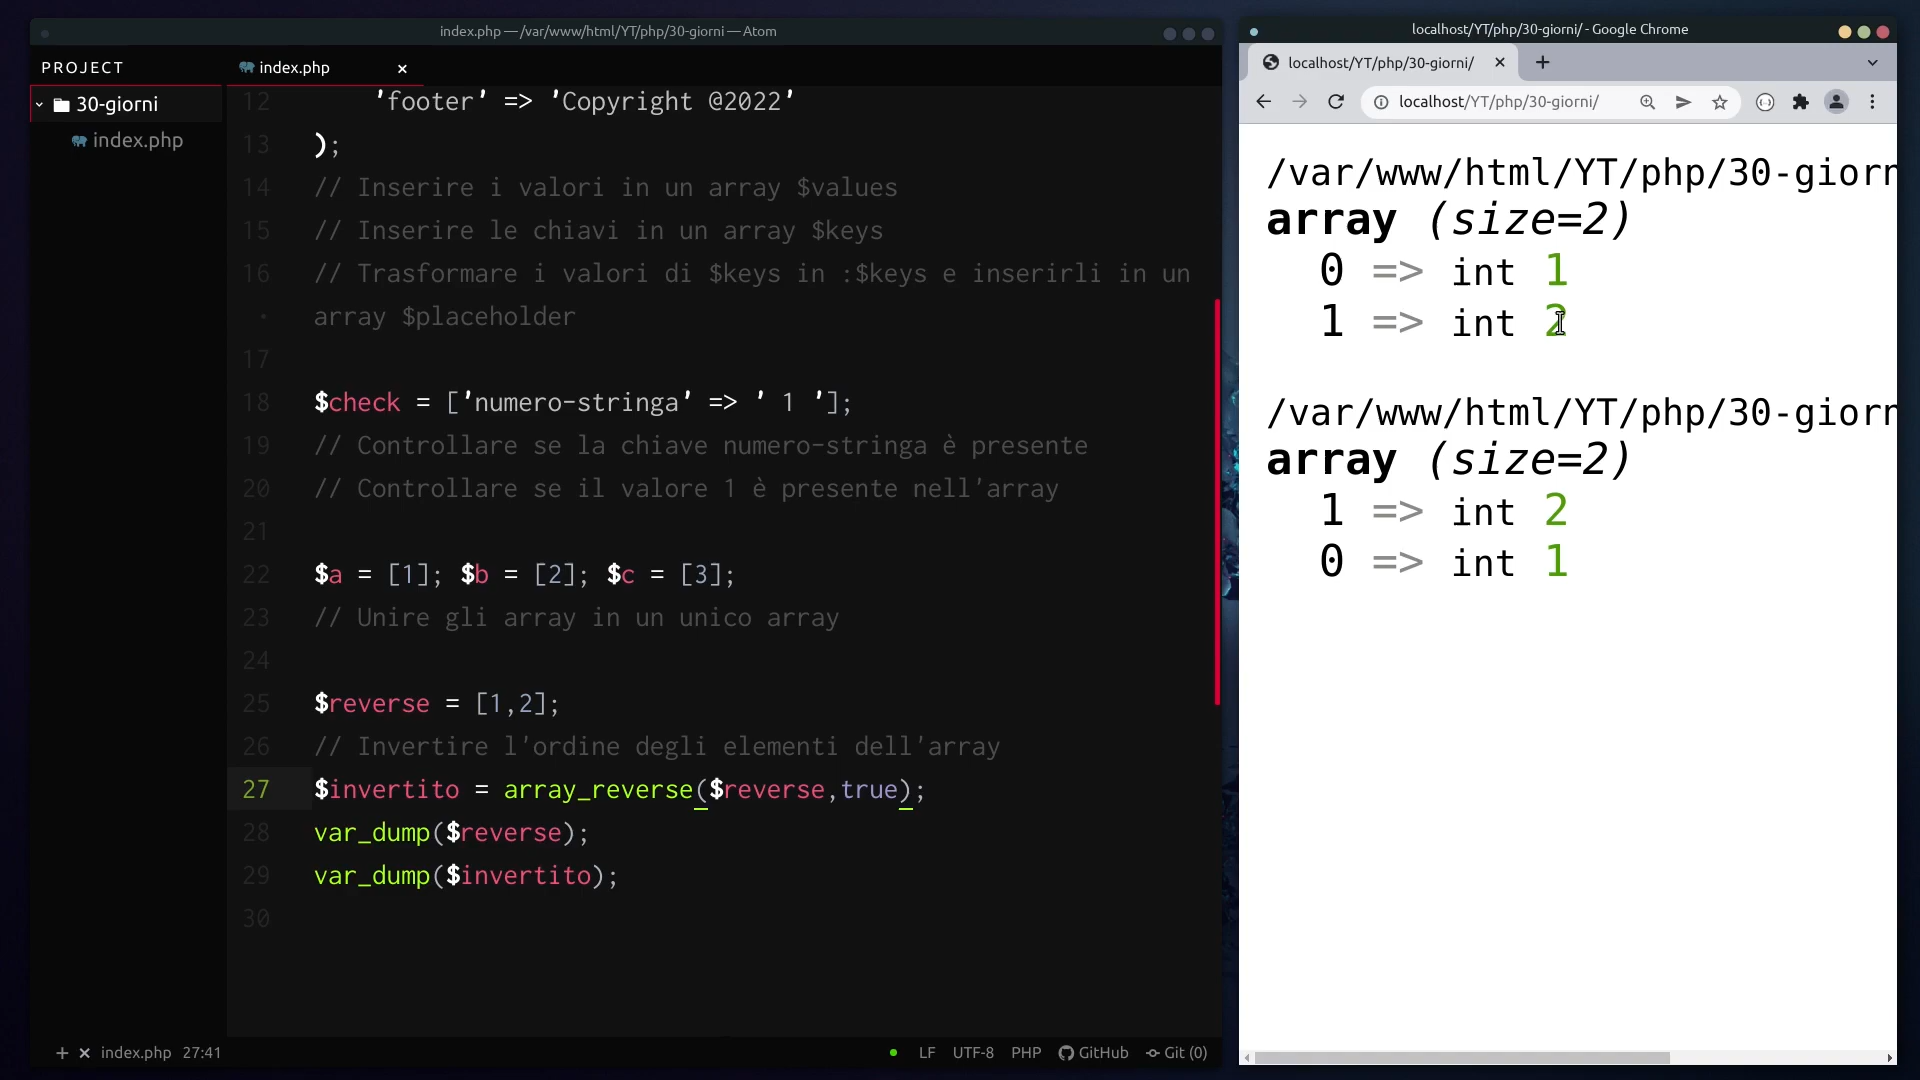 index.php — /var/www/html/YT/php/30-giorni — Atom
PROJECT
30-giorni
index.php
index.php
12 'footer' => 'Copyright @2022'
13 );
14 // Inserire i valori in un array $values
15 // Inserire le chiavi in un array $keys
16 // Trasformare i valori di $keys in :$keys e inserirli in un
• array $placeholder
17
18 $check = ['numero-stringa' => ' 1 '];
19 // Controllare se la chiave numero-stringa è presente
20 // Controllare se il valore 1 è presente nell'array
21
22 $a = [1]; $b = [2]; $c = [3];
23 // Unire gli array in un unico array
24
25 $reverse = [1,2];
26 // Invertire l'ordine degli elementi dell'array
27 $invertito = array_reverse($reverse,true);
28 var_dump($reverse);
29 var_dump($invertito);
30
index.php 27:41
LF UTF-8 PHP GitHub Git (0)
localhost/YT/php/30-giorni/ - Google Chrome
localhost/YT/php/30-giorni/
localhost/YT/php/30-giorni/
/var/www/html/YT/php/30-giorn
array (size=2)
0 => int 1
1 => int 2
/var/www/html/YT/php/30-giorn
array (size=2)
1 => int 2
0 => int 1